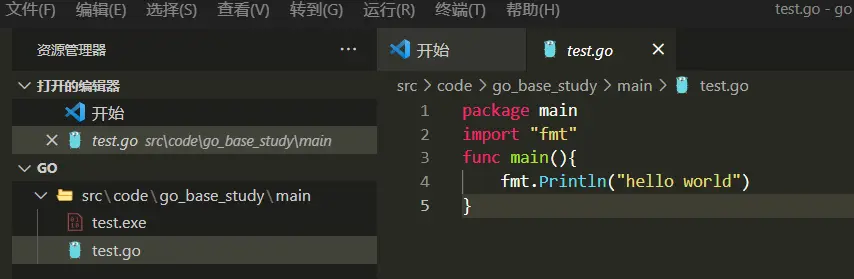 文件(F) 编辑(E) 选择(S) 查看(V) 转到(G) 运行(R) 终端(T) 帮助(H) test.go - go
资源管理器 ···
打开的编辑器
开始
test.go src\code\go_base_study\main
GO
src\code\go_base_study\main
test.exe
test.go
开始 test.go
src > code > go_base_study > main > test.go
1 package main
2 import "fmt"
3 func main(){
4 fmt.Println("hello world")
5 }